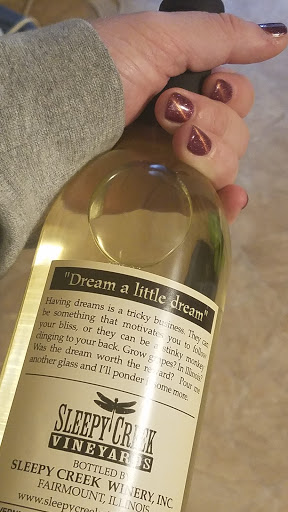 "Dream a little dream"
Having dreams is a tricky business. They can
be something that motivates you to follow
your bliss, or they can be a stinky monkey
clinging to your back. Grow grapes? In Illinois?
Was the dream worth the reward? Pour me
another glass and I'll ponder some more.
SLEEPY CREEK
VINEYARDS
BOTTLED BY
SLEEPY CREEK WINERY, INC.
FAIRMOUNT, ILLINOIS